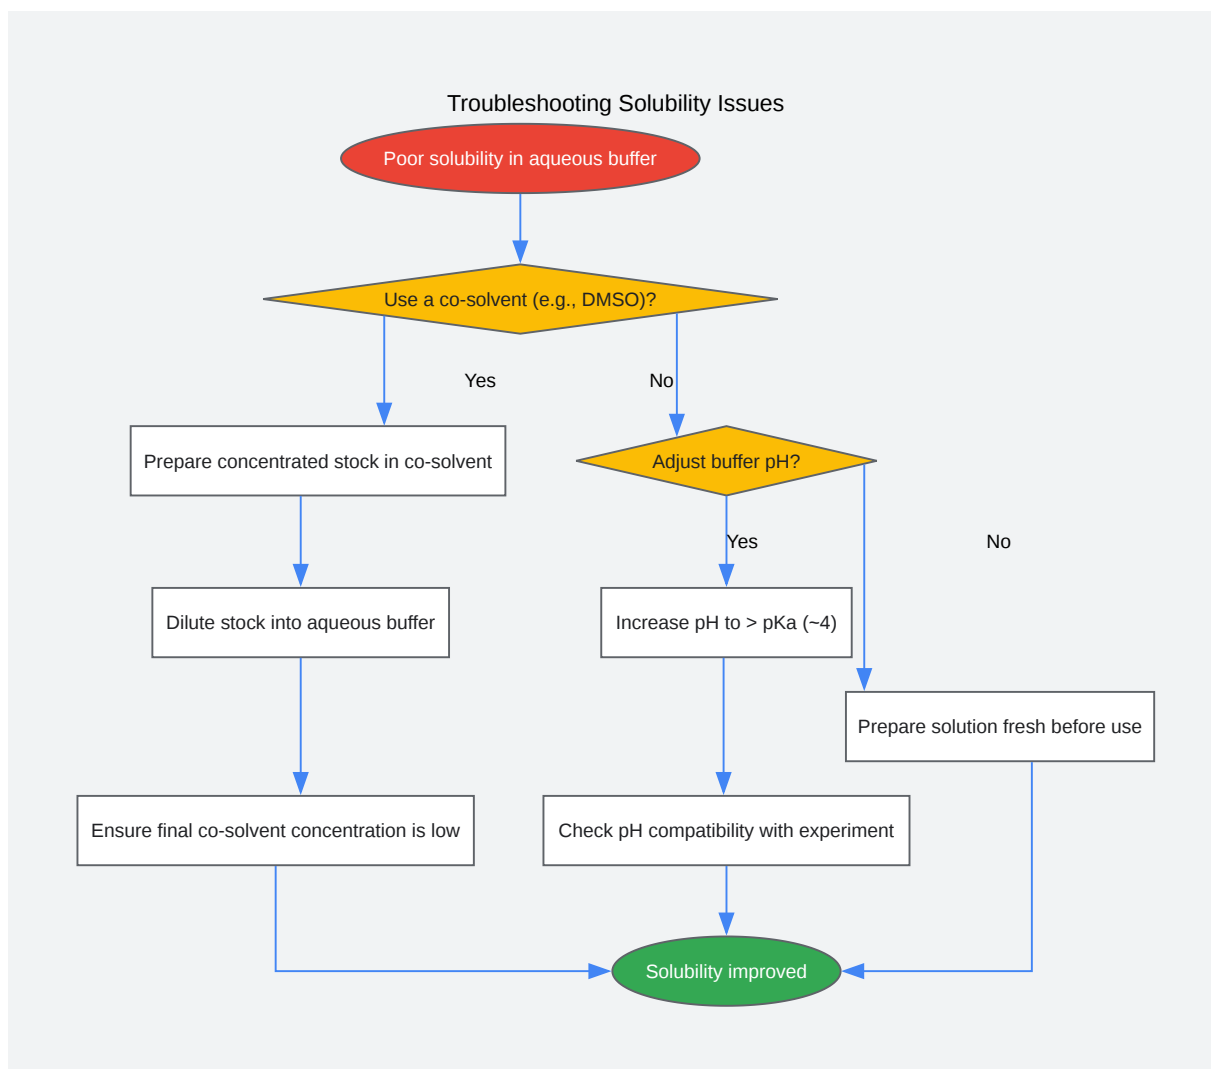 Troubleshooting Solubility Issues
Poor solubility in aqueous buffer
Use a co-solvent (e.g., DMSO)?
Yes
No
Prepare concentrated stock in co-solvent
Adjust buffer pH?
Yes
No
Dilute stock into aqueous buffer
Increase pH to > pKa (~4)
Prepare solution fresh before use
Ensure final co-solvent concentration is low
Check pH compatibility with experiment
Solubility improved